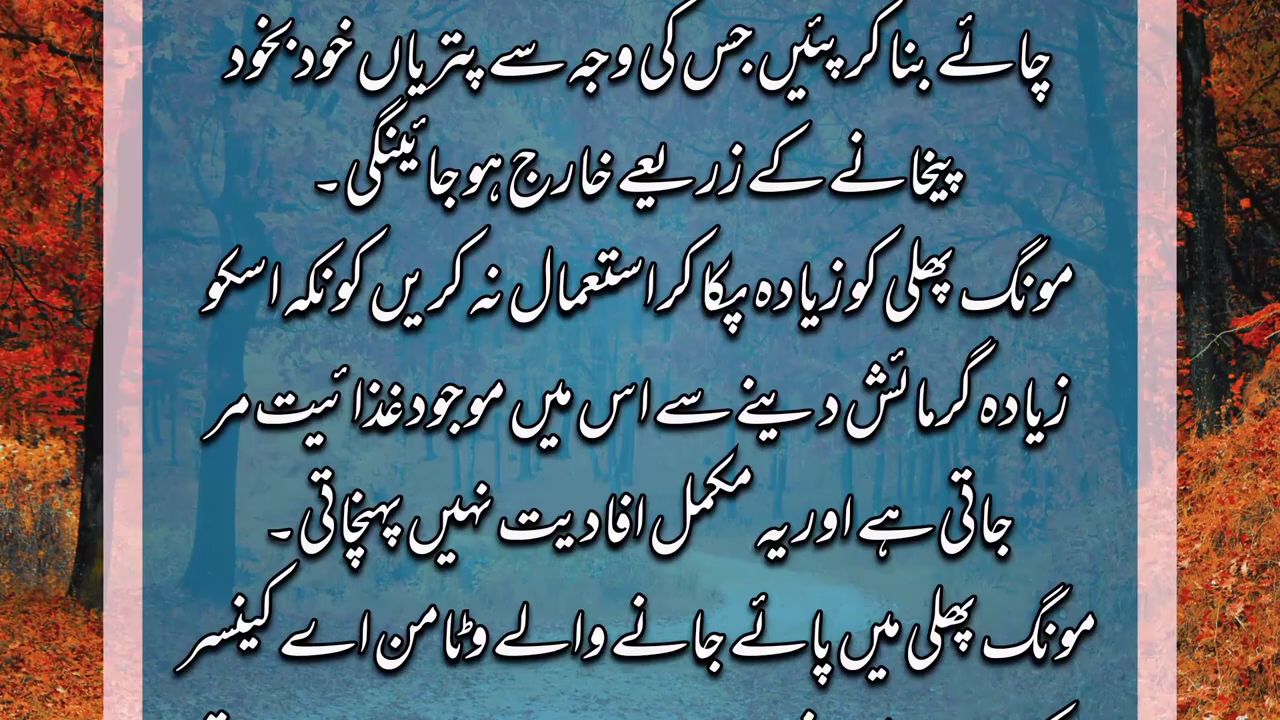 چائے بنا کر پئیں جس کی وجہ سے پتریاں خود بخود
پیخانے کے زریعے خارج ہو جائینگی۔
مونگ پھلی کو زیادہ پکا کر استعمال نہ کریں کونکہ اسکو
زیادہ گرمائش دینے سے اس میں موجود غذائیت مر
جاتی ہے اور یہ مکمل افادیت نہیں پہنچاتی۔
مونگ پھلی میں پائے جانے والے وٹامن اے کینسر